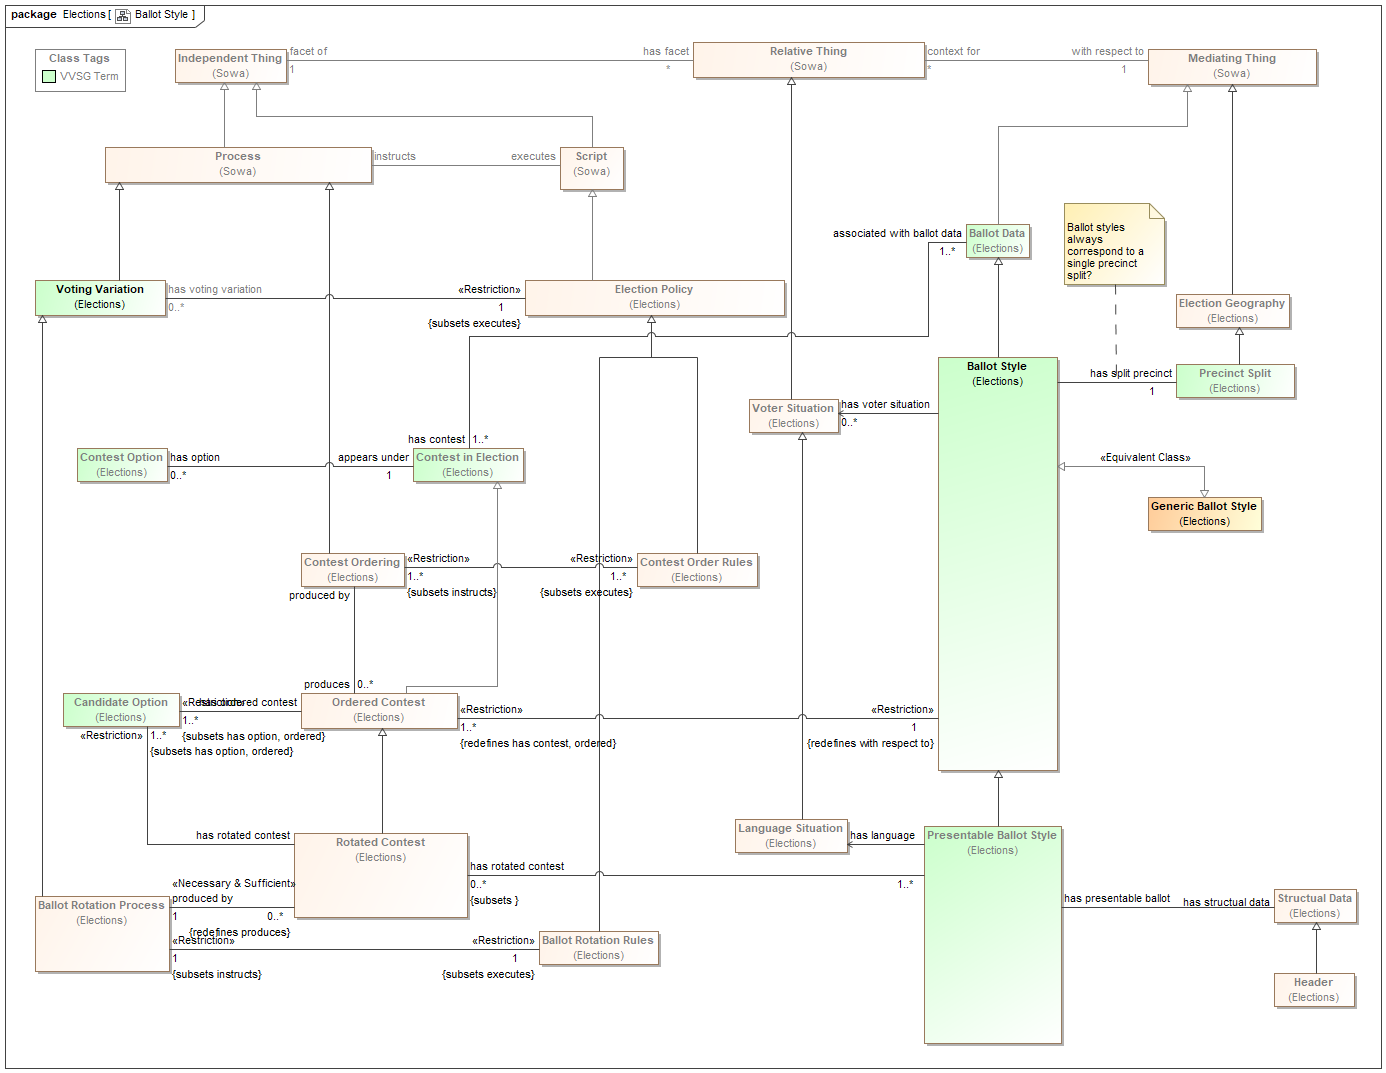 package Elections [ Ballot Style ]
Class Tags
VVSG Term
Independent Thing
(Sowa)
facet of
1
has facet
*
Relative Thing
(Sowa)
context for
*
with respect to
1
Mediating Thing
(Sowa)
Process
(Sowa)
instructs
executes
Script
(Sowa)
Ballot styles
always
correspond to a
single precinct
split?
associated with ballot data
1..*
Ballot Data
(Elections)
Voting Variation
(Elections)
has voting variation
0..*
«Restriction»
1
{subsets executes}
Election Policy
(Elections)
Election Geography
(Elections)
Ballot Style
(Elections)
has split precinct
1
Precinct Split
(Elections)
Voter Situation
(Elections)
has voter situation
0..*
Contest Option
(Elections)
has option
0..*
appears under
1
has contest
1..*
Contest in Election
(Elections)
«Equivalent Class»
Generic Ballot Style
(Elections)
Contest Ordering
(Elections)
«Restriction»
1..*
{subsets instructs}
«Restriction»
1..*
{subsets executes}
Contest Order Rules
(Elections)
produced by
produces
0..*
Candidate Option
(Elections)
«Restriction»
has ordered contest
1..*
{subsets has option, ordered}
Ordered Contest
(Elections)
«Restriction»
1..*
{redefines has contest, ordered}
«Restriction»
1
{redefines with respect to}
«Restriction»
1..*
{subsets has option, ordered}
has rotated contest
Rotated Contest
(Elections)
Language Situation
(Elections)
has language
Presentable Ballot Style
(Elections)
has rotated contest
0..*
{subsets }
1..*
«Necessary & Sufficient»
produced by
1
0..*
{redefines produces}
Ballot Rotation Process
(Elections)
«Restriction»
1
{subsets instructs}
«Restriction»
1
{subsets executes}
Ballot Rotation Rules
(Elections)
has presentable ballot
has structual data
Structual Data
(Elections)
Header
(Elections)